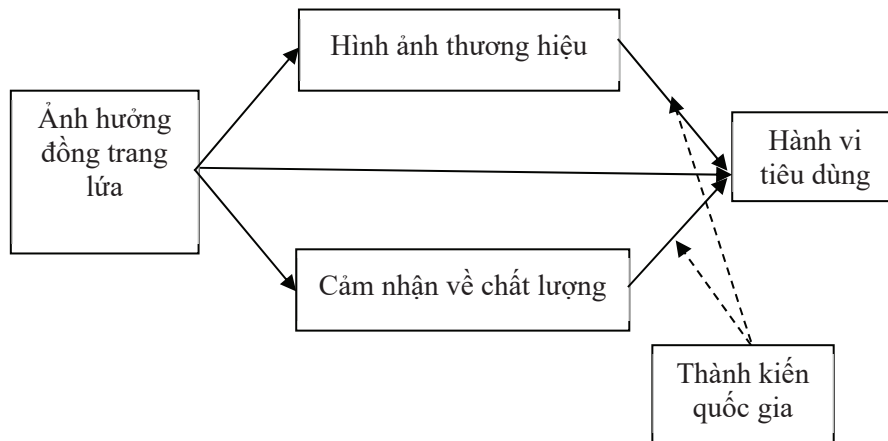 Hình ảnh thương hiệu
Ảnh hưởng
đồng trang
lứa
Hành vi
tiêu dùng
Cảm nhận về chất lượng
Thành kiến
quốc gia